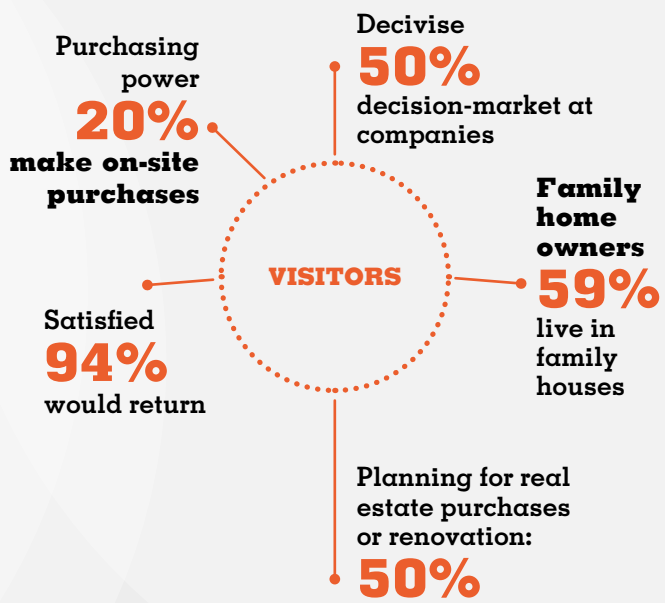 Purchasing
power
20%
make on-site
purchases
Decivise
50%
decision-market at
companies
Family
home
owners
59%
live in
family
houses
VISITORS
Satisfied
94%
would return
Planning for real
estate purchases
or renovation:
50%